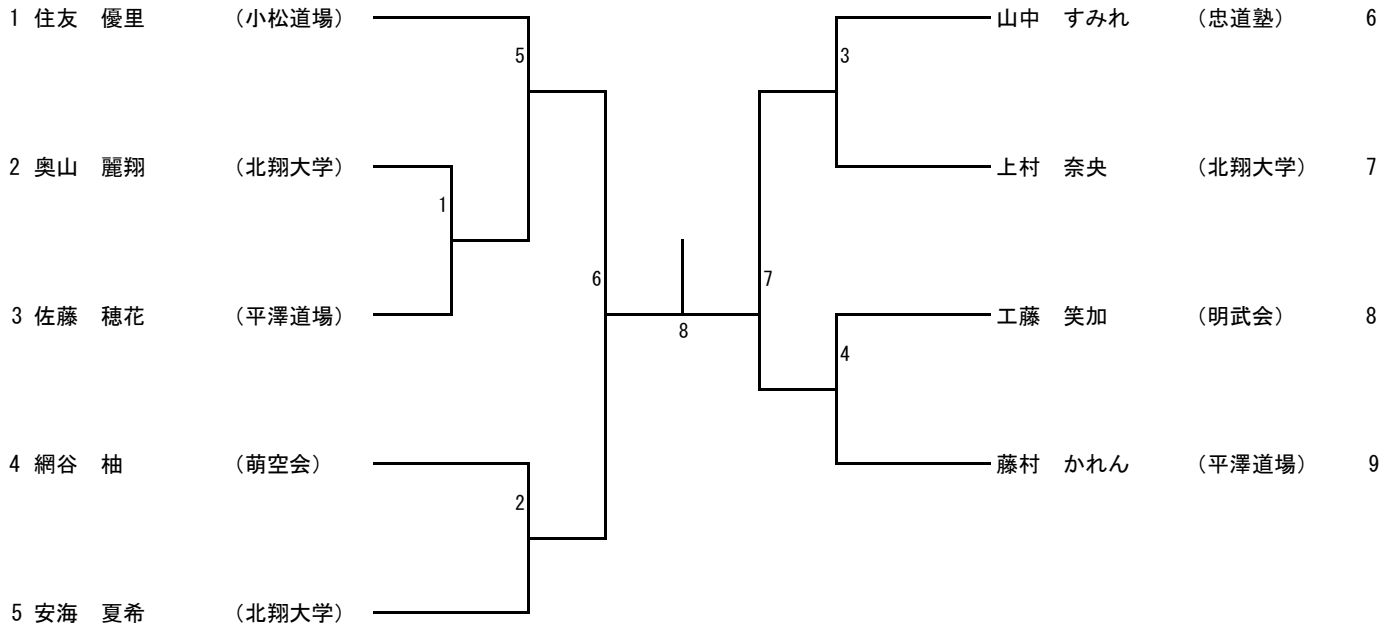 1 住友　優里　（小松道場）
5
2 奥山　麗翔　（北翔大学）
1
3 佐藤　穂花　（平澤道場）
6
4 網谷　柚　（萌空会）
2
5 安海　夏希　（北翔大学）
8
山中　すみれ　（忠道塾）　6
3
上村　奈央　（北翔大学）　7
7
工藤　笑加　（明武会）　8
4
藤村　かれん　（平澤道場）　9